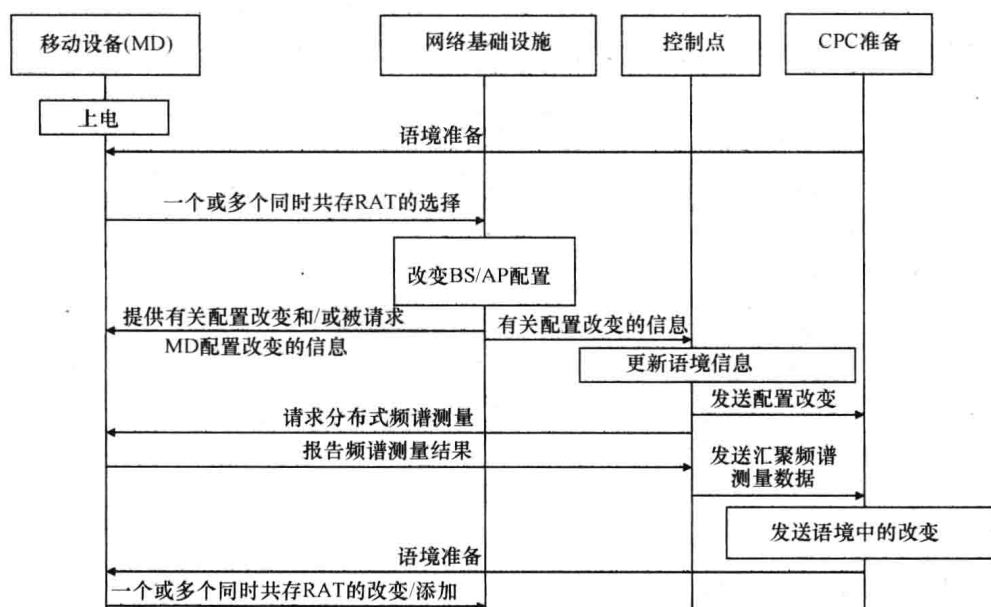 移动设备(MD)
网络基础设施
控制点
CPC准备
上电
语境准备
一个或多个同时共存RAT的选择
改变BS/AP配置
提供有关配置改变和/或被请求
MD配置改变的信息
有关配置改变的信息
更新语境信息
发送配置改变
请求分布式频谱测量
报告频谱测量结果
发送汇聚频谱
测量数据
发送语境中的改变
语境准备
一个或多个同时共存RAT的改变/添加